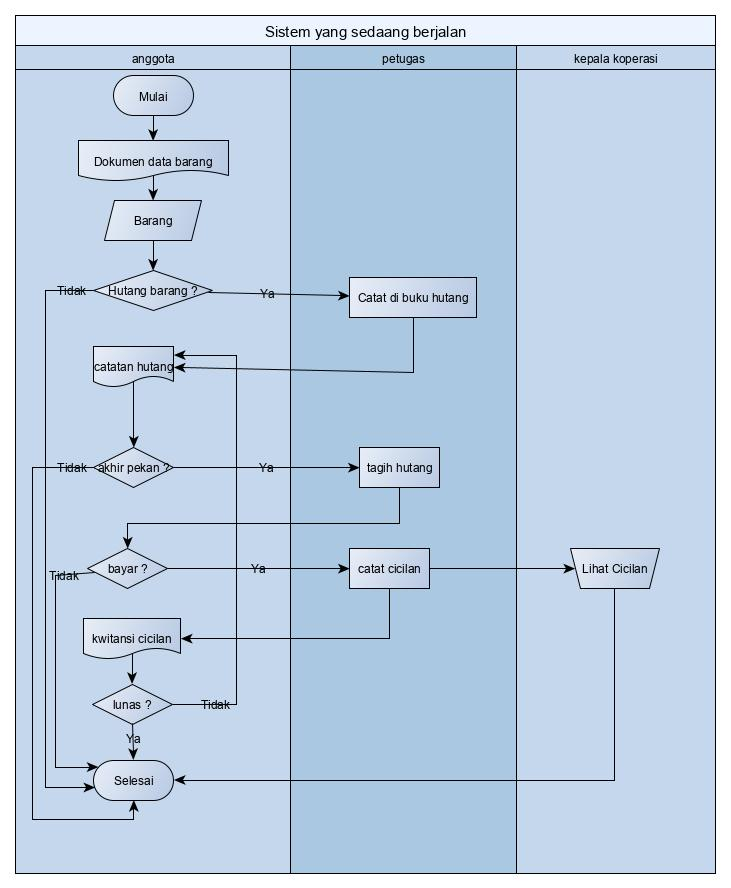 Sistem yang sedaang berjalan
anggota
petugas
kepala koperasi
Mulai
Dokumen data barang
Barang
Tidak
Hutang barang ?
Ya
Catat di buku hutang
catatan hutang
Tidak
akhir pekan ?
Ya
tagih hutang
Tidak
bayar ?
Ya
catat cicilan
Lihat Cicilan
kwitansi cicilan
lunas ?
Tidak
Ya
Selesai